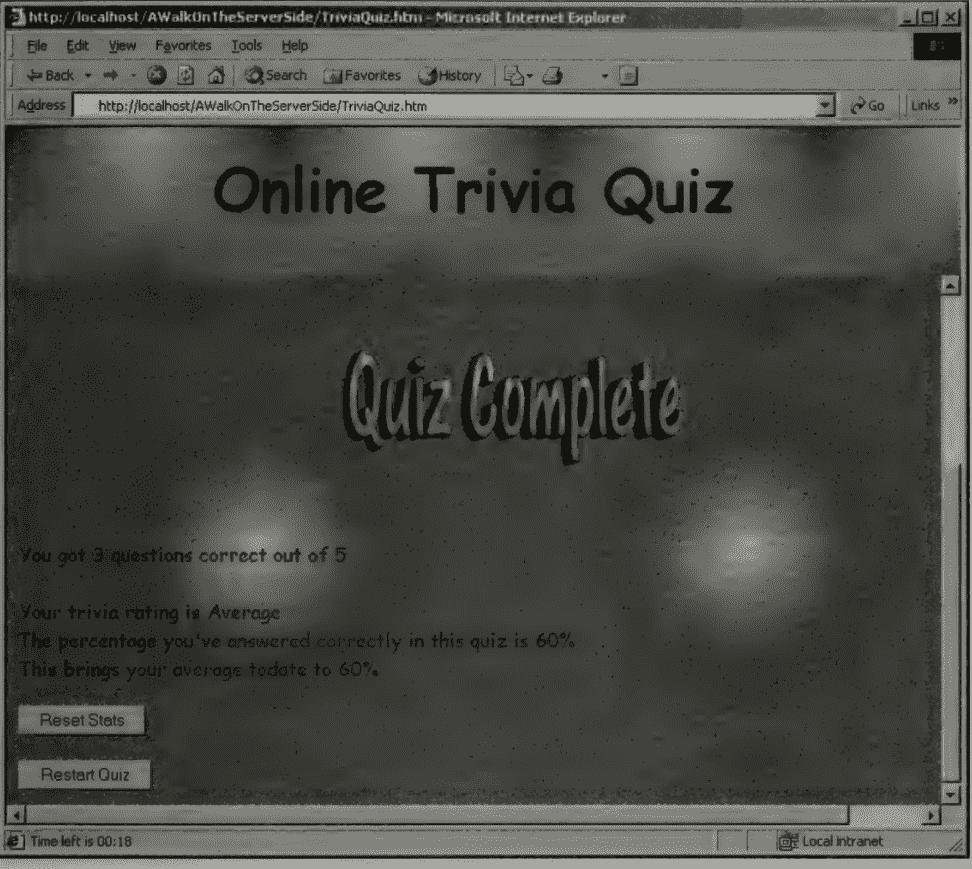 http://localhost/AWalkOnTheServerSide/TriviaQuiz.htm - Microsoft Internet Explorer
File Edit View Favorites Tools Help
Back Search Favorites History
Address http://localhost/AWalkOnTheServerSide/TriviaQuiz.htm Go Links »
Online Trivia Quiz
Quiz Complete
You got 3 questions correct out of 5
Your trivia rating is Average
The percentage you've answered correctly in this quiz is 60%
This brings your average todate to 60%.
Reset Stats
Restart Quiz
Time left is 00:18 Local intranet